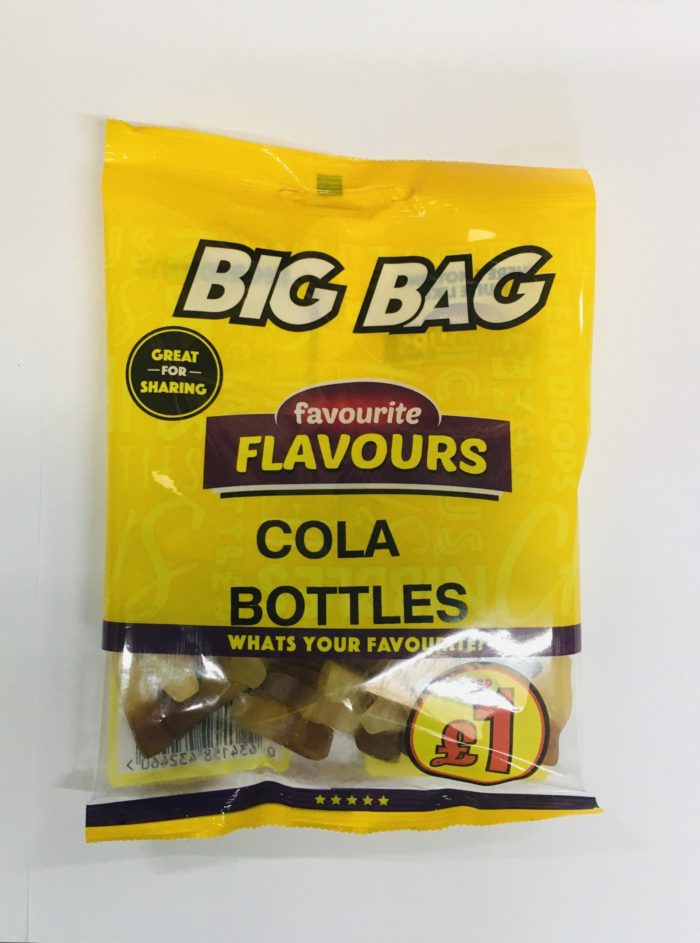 BIG BAG
GREAT
FOR
SHARING
favourite
FLAVOURS
COLA
BOTTLES
WHATS YOUR FAVOURITE?
£1